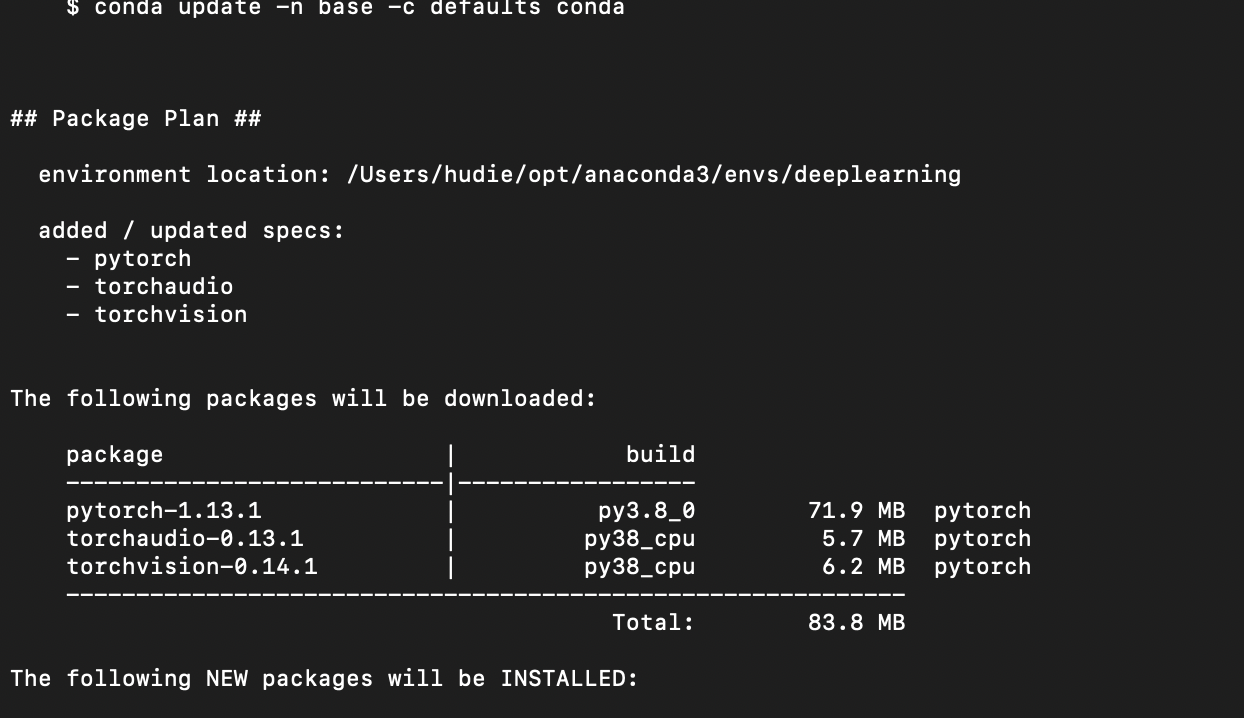 $ conda update -n base -c defaults conda
## Package Plan ##
environment location: /Users/hudie/opt/anaconda3/envs/deeplearning
added / updated specs:
- pytorch
- torchaudio
- torchvision
The following packages will be downloaded:
package | build
---------------------------|-----------------
pytorch-1.13.1 | py3.8_0 71.9 MB pytorch
torchaudio-0.13.1 | py38_cpu 5.7 MB pytorch
torchvision-0.14.1 | py38_cpu 6.2 MB pytorch
------------------------------------------------------------
Total: 83.8 MB
The following NEW packages will be INSTALLED: